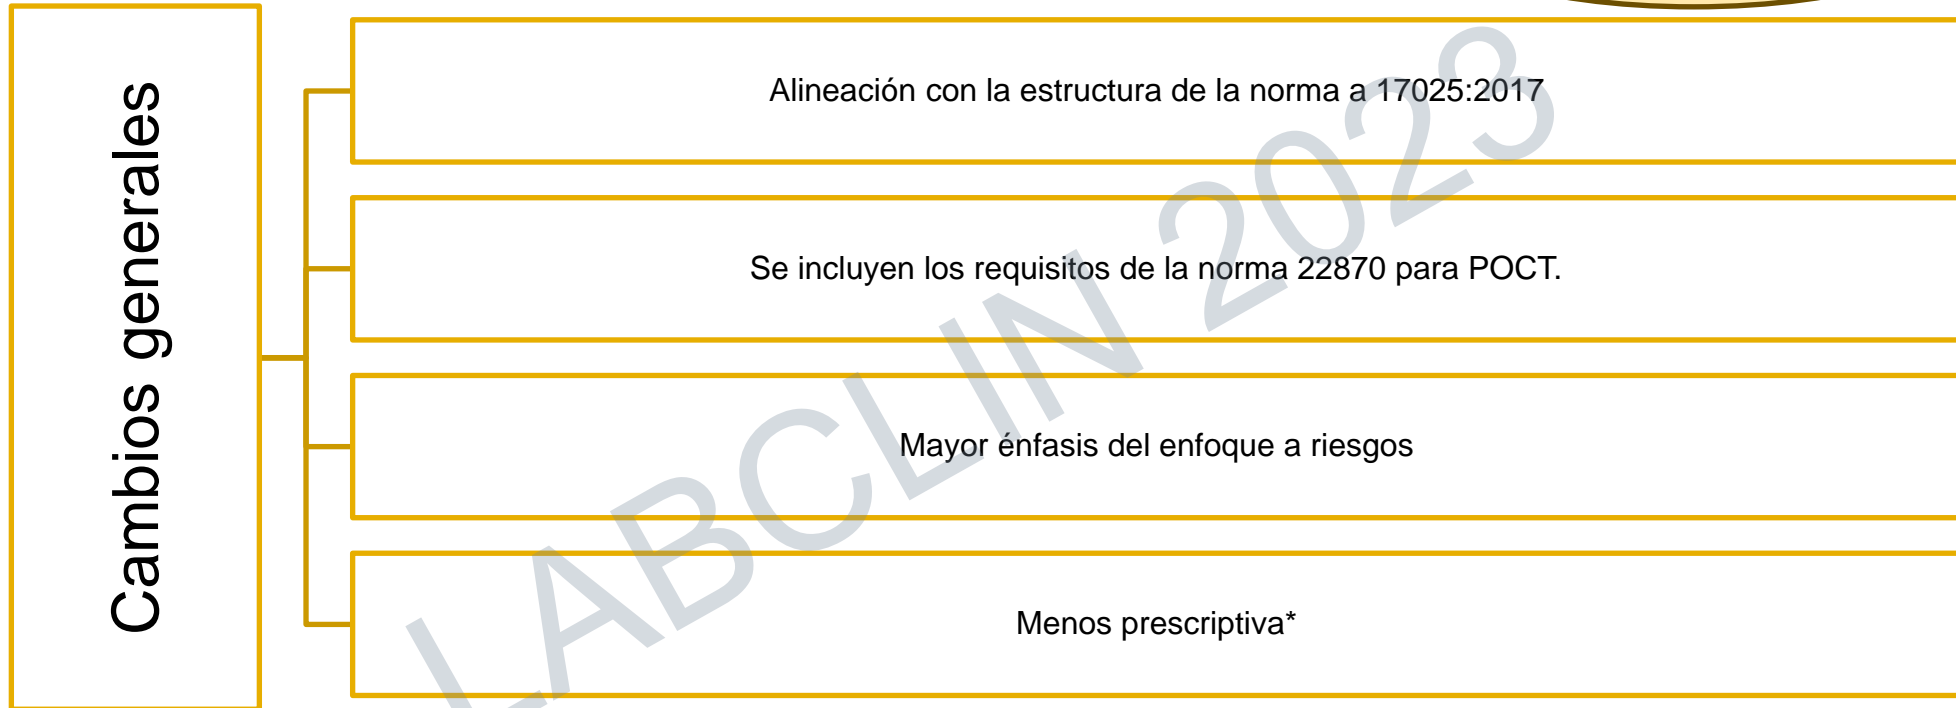 Cambios generales
Alineación con la estructura de la norma a 17025:2017
Se incluyen los requisitos de la norma 22870 para POCT.
Mayor énfasis del enfoque a riesgos
Menos prescriptiva*
LABCLIN 2023